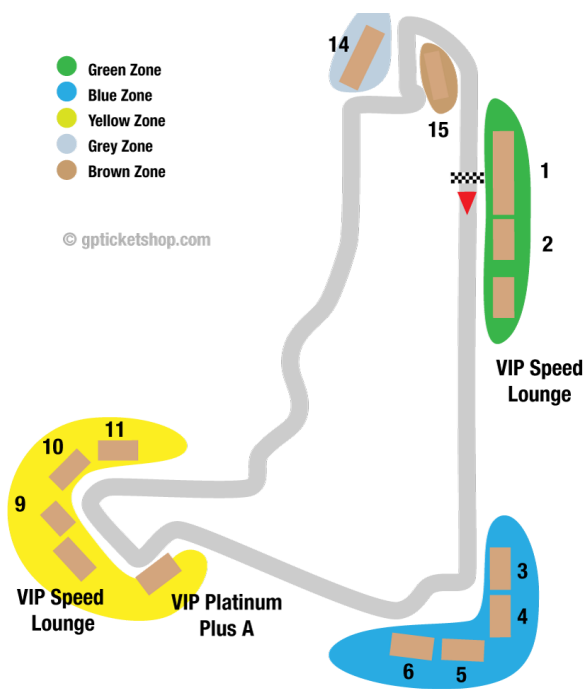 14
Green Zone
Blue Zone
Yellow Zone
Grey Zone
Brown Zone
15
1
© gpticketshop.com
2
VIP Speed
Lounge
11
10
9
VIP Speed
Lounge
VIP Platinum
Plus A
3
4
6
5